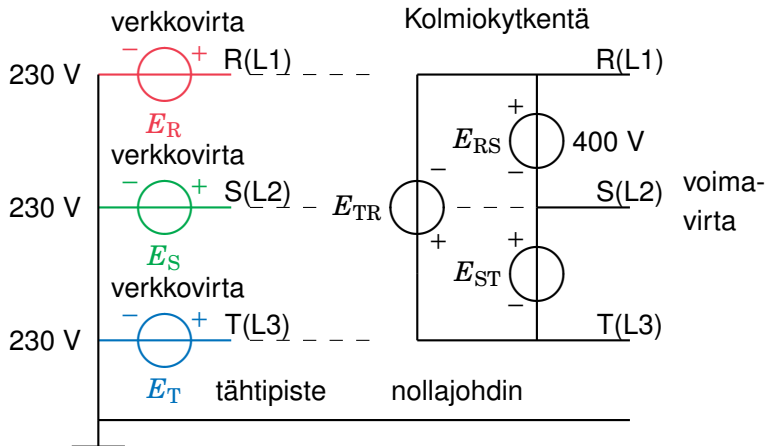 verkkovirta
Kolmiokytkentä
230 V
− +
R(L1)
R(L1)
E_R
+
E_RS
400 V
−
verkkovirta
230 V
− +
S(L2)
E_TR
−
+
S(L2)
voima-
virta
E_S
+
E_ST
−
verkkovirta
230 V
− +
T(L3)
T(L3)
E_T
tähtipiste
nollajohdin